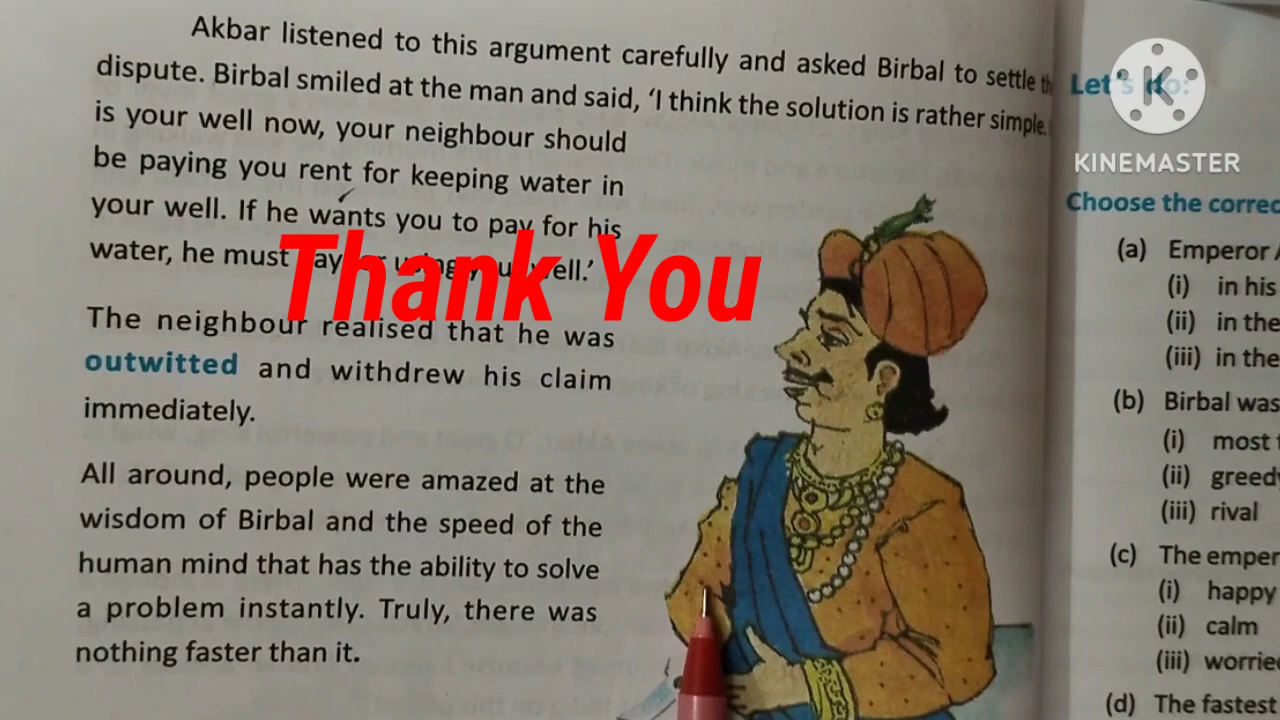 Akbar listened to this argument carefully and asked Birbal to settle
dispute. Birbal smiled at the man and said, ‘I think the solution is rather simple.
is your well now, your neighbour should
be paying you rent for keeping water in
your well. If he wants you to pay for his
water, he must well.’
Thank You
The neighbour realised that he was
outwitted and withdrew his claim
immediately.
All around, people were amazed at the
wisdom of Birbal and the speed of the
human mind that has the ability to solve
a problem instantly. Truly, there was
nothing faster than it.
Let's do:
KINEMASTER
Choose the correc
(a) Emperor
(i) in his
(ii) in the
(iii) in the
(b) Birbal was
(i) most
(ii) greedy
(iii) rival
(c) The emper
(i) happy
(ii) calm
(iii) worrie
(d) The fastest